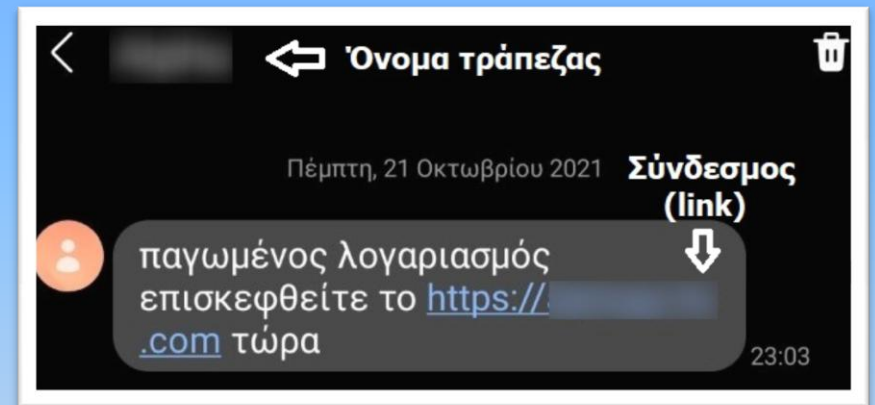 Όνομα τράπεζας
Πέμπτη, 21 Οκτωβρίου 2021
Σύνδεσμος
(link)
παγωμένος λογαριασμός
επισκεφθείτε το https://
.com τώρα
23:03